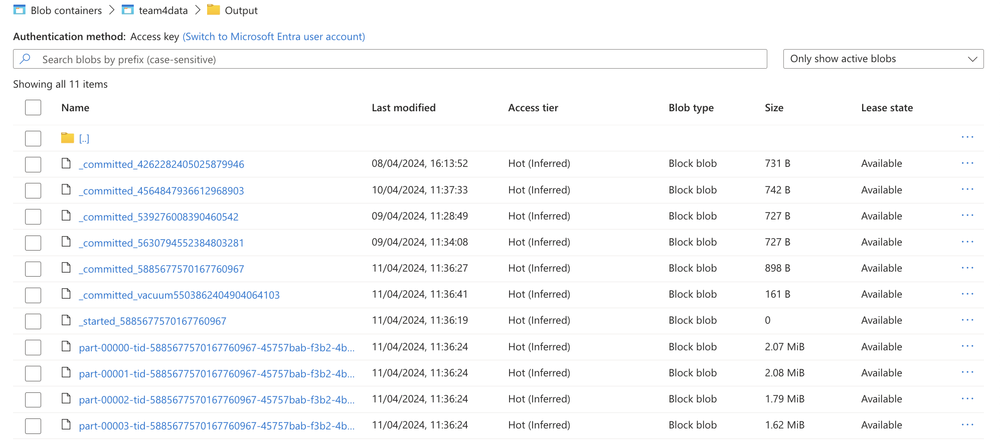 Blob containers > team4data > Output
Authentication method: Access key (Switch to Microsoft Entra user account)
Search blobs by prefix (case-sensitive) Only show active blobs
Showing all 11 items
Name Last modified Access tier Blob type Size Lease state
[..] ...
_committed_4262282405025879946 08/04/2024, 16:13:52 Hot (Inferred) Block blob 731 B Available ...
_committed_4564847936612968903 10/04/2024, 11:37:33 Hot (Inferred) Block blob 742 B Available ...
_committed_539276008390460542 09/04/2024, 11:28:49 Hot (Inferred) Block blob 727 B Available ...
_committed_5630794552384803281 09/04/2024, 11:34:08 Hot (Inferred) Block blob 727 B Available ...
_committed_5885677570167760967 11/04/2024, 11:36:27 Hot (Inferred) Block blob 898 B Available ...
_committed_vacuum5503862404904064103 11/04/2024, 11:36:41 Hot (Inferred) Block blob 161 B Available ...
_started_5885677570167760967 11/04/2024, 11:36:19 Hot (Inferred) Block blob 0 Available ...
part-00000-tid-5885677570167760967-45757bab-f3b2-4b... 11/04/2024, 11:36:24 Hot (Inferred) Block blob 2.07 MiB Available ...
part-00001-tid-5885677570167760967-45757bab-f3b2-4b... 11/04/2024, 11:36:24 Hot (Inferred) Block blob 2.08 MiB Available ...
part-00002-tid-5885677570167760967-45757bab-f3b2-4b... 11/04/2024, 11:36:24 Hot (Inferred) Block blob 1.79 MiB Available ...
part-00003-tid-5885677570167760967-45757bab-f3b2-4b... 11/04/2024, 11:36:24 Hot (Inferred) Block blob 1.62 MiB Available ...